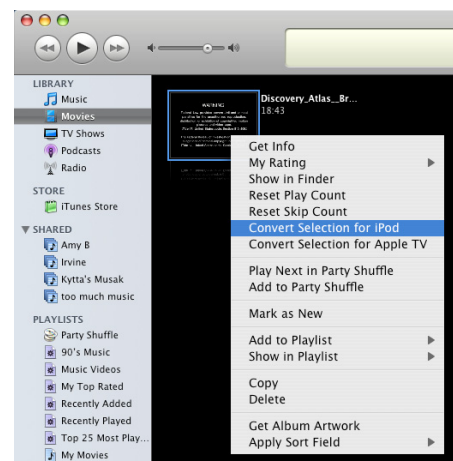 LIBRARY
Music
Movies
TV Shows
Podcasts
Radio
STORE
iTunes Store
SHARED
Amy B
Irvine
Kytta's Musak
too much music
PLAYLISTS
Party Shuffle
90's Music
Music Videos
My Top Rated
Recently Added
Recently Played
Top 25 Most Play...
My Movies
WARNING
Discovery_Atlas__Br...
18:43
Get Info
My Rating
Show in Finder
Reset Play Count
Reset Skip Count
Convert Selection for iPod
Convert Selection for Apple TV
Play Next in Party Shuffle
Add to Party Shuffle
Mark as New
Add to Playlist
Show in Playlist
Copy
Delete
Get Album Artwork
Apply Sort Field